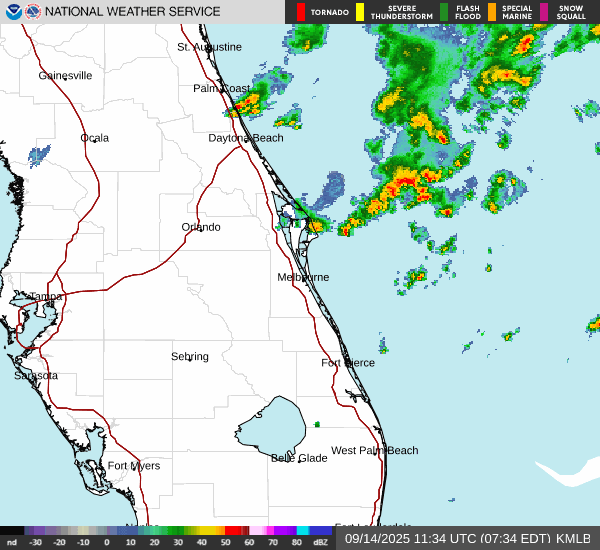 NATIONAL WEATHER SERVICE
TORNADO
SEVERE THUNDERSTORM
FLASH FLOOD
SPECIAL MARINE
SNOW SQUALL
St. Augustine
Gainesville
Palm Coast
Ocala
Daytona Beach
Orlando
Melbourne
Tampa
Sebring
Fort Pierce
Sarasota
West Palm Beach
Belle Glade
Fort Myers
nd -30 -20 -10 0 10 20 30 40 50 60 70 80 dBZ
09/14/2025 11:34 UTC (07:34 EDT) KMLB